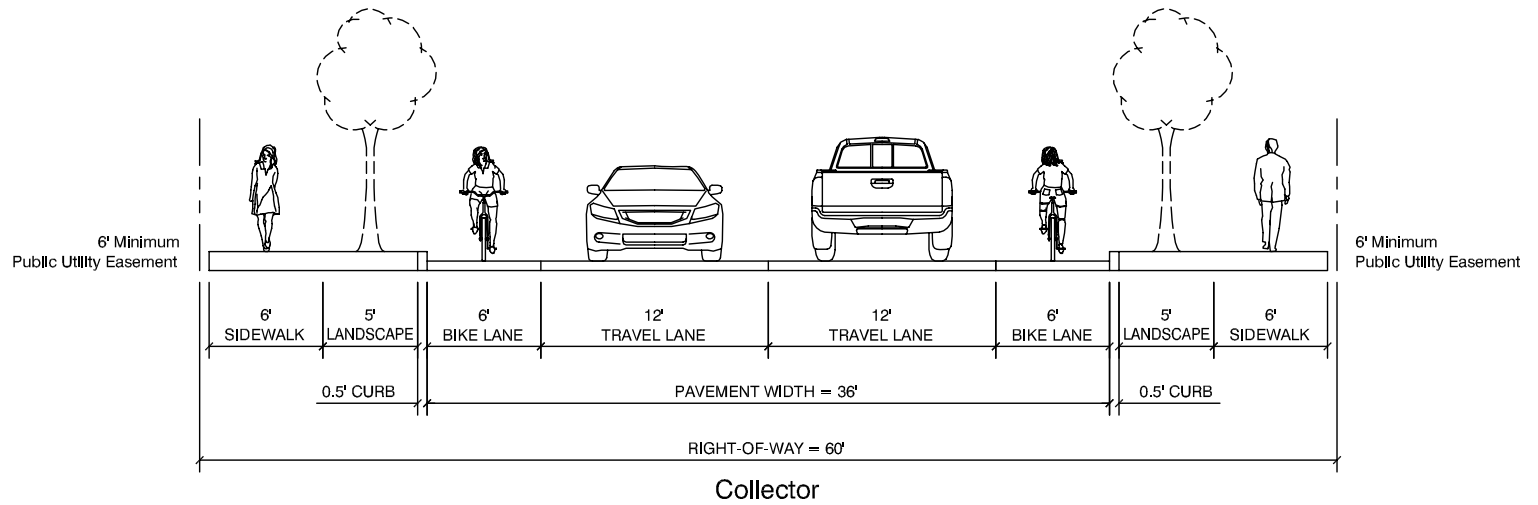 6' Minimum
Public Utility Easement
6' Minimum
Public Utility Easement
6'
SIDEWALK
5'
LANDSCAPE
6'
BIKE LANE
12'
TRAVEL LANE
12'
TRAVEL LANE
6'
BIKE LANE
5'
LANDSCAPE
6'
SIDEWALK
0.5' CURB
PAVEMENT WIDTH = 36'
0.5' CURB
RIGHT-OF-WAY = 60'
Collector